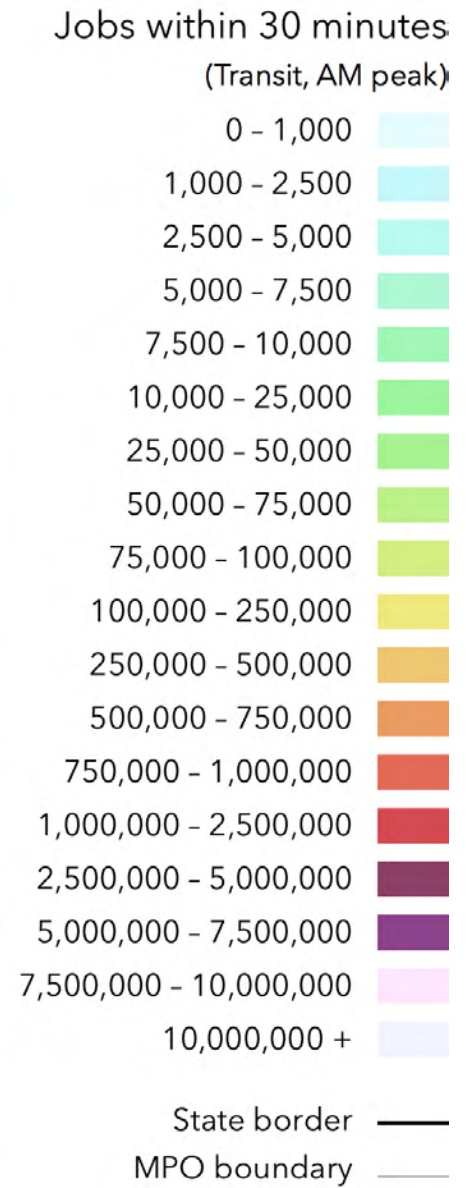 Jobs within 30 minutes
(Transit, AM peak)
0 – 1,000
1,000 – 2,500
2,500 – 5,000
5,000 – 7,500
7,500 – 10,000
10,000 – 25,000
25,000 – 50,000
50,000 – 75,000
75,000 – 100,000
100,000 – 250,000
250,000 – 500,000
500,000 – 750,000
750,000 – 1,000,000
1,000,000 – 2,500,000
2,500,000 – 5,000,000
5,000,000 – 7,500,000
7,500,000 – 10,000,000
10,000,000 +
State border
MPO boundary